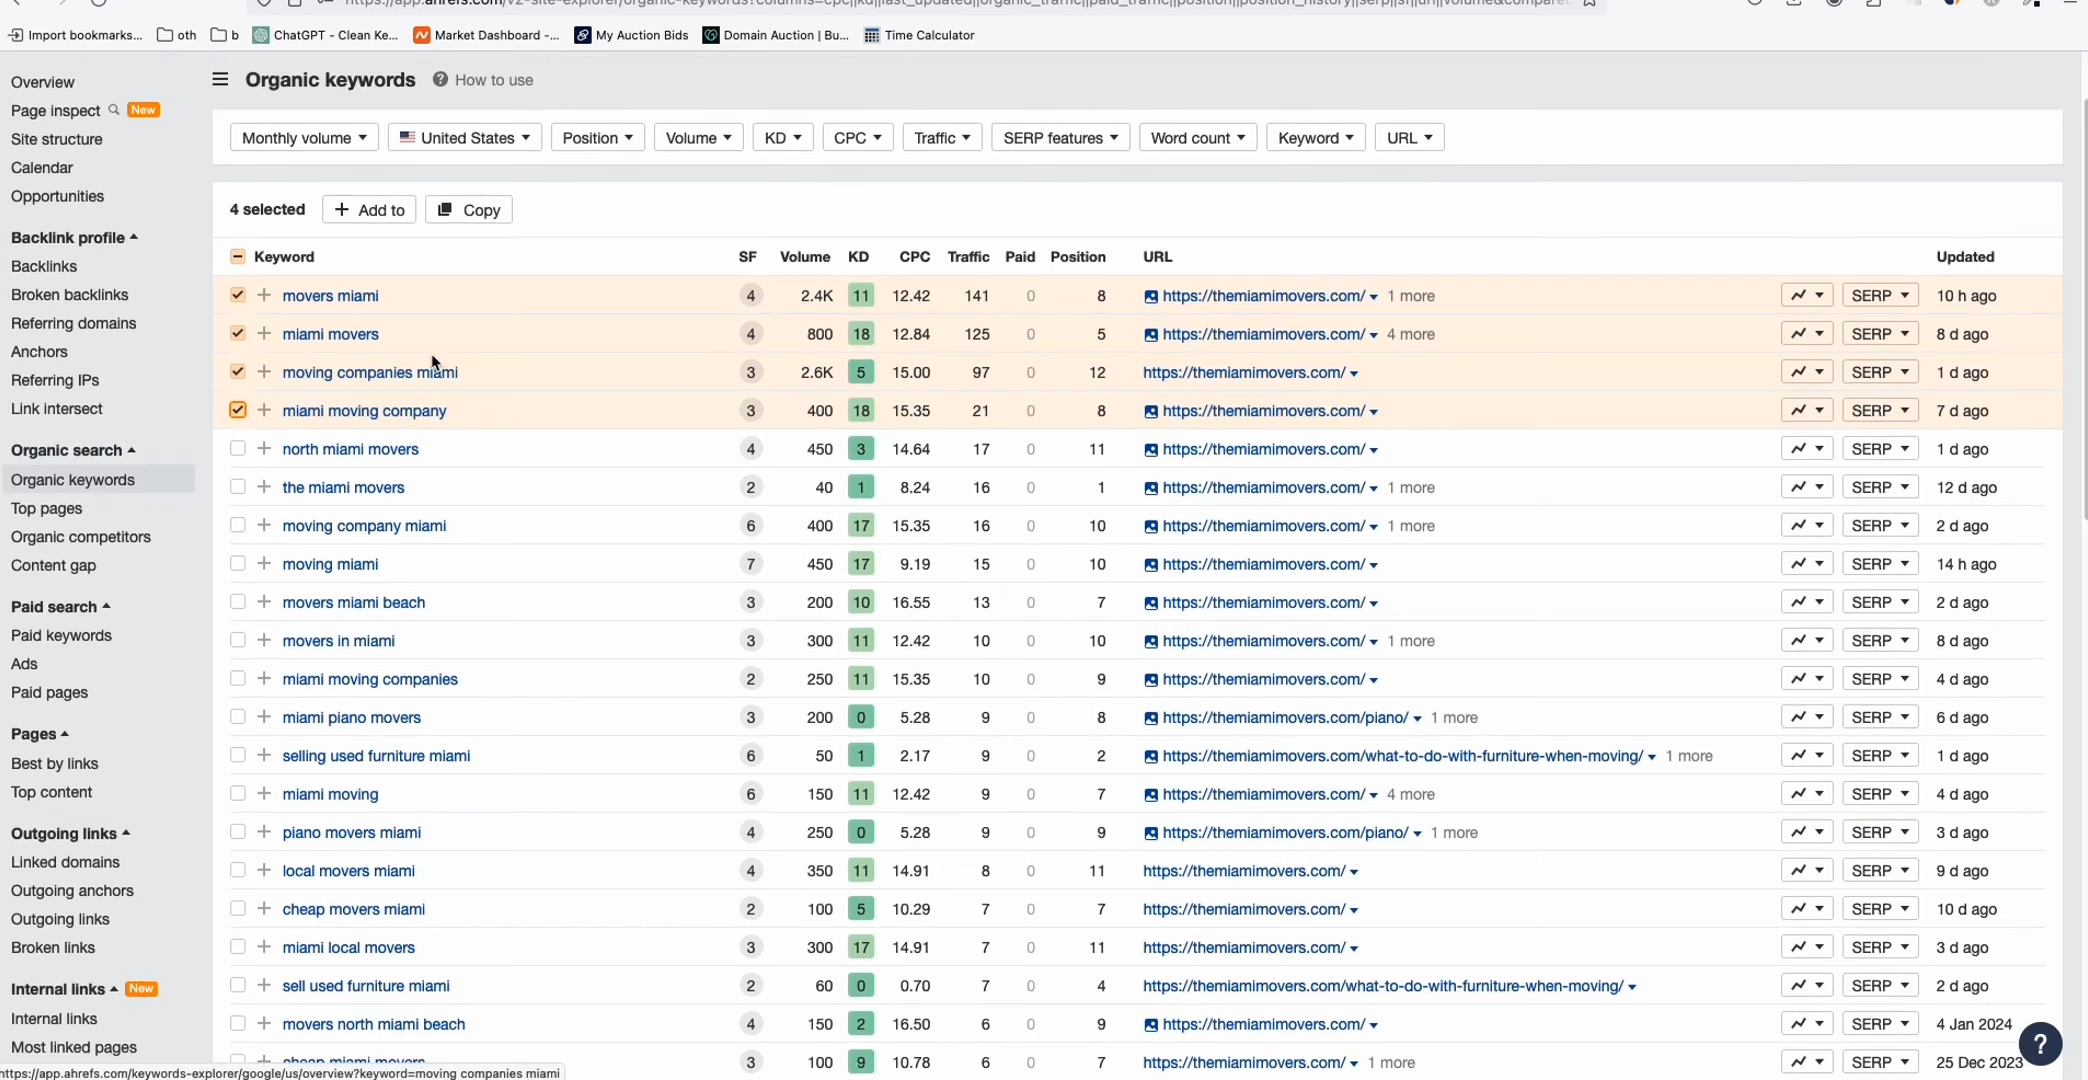 Import bookmarks... oth b ChatGPT - Clean Ke... Market Dashboard -... My Auction Bids Domain Auction | Bu... Time Calculator
Overview
Page inspect New
Site structure
Calendar
Opportunities
Backlink profile
Backlinks
Broken backlinks
Referring domains
Anchors
Referring IPs
Link intersect
Organic search
Organic keywords
Top pages
Organic competitors
Content gap
Paid search
Paid keywords
Ads
Paid pages
Pages
Best by links
Top content
Outgoing links
Linked domains
Outgoing anchors
Outgoing links
Broken links
Internal links New
Internal links
Most linked pages
Organic keywords ? How to use
Monthly volume United States Position Volume KD CPC Traffic SERP features Word count Keyword URL
4 selected + Add to Copy
Keyword SF Volume KD CPC Traffic Paid Position URL Updated
movers miami 4 2.4K 11 12.42 141 0 8 https://themiamimovers.com/ 1 more SERP 10 h ago
miami movers 4 800 18 12.84 125 0 5 https://themiamimovers.com/ 4 more SERP 8 d ago
moving companies miami 3 2.6K 5 15.00 97 0 12 https://themiamimovers.com/ SERP 1 d ago
miami moving company 3 400 18 15.35 21 0 8 https://themiamimovers.com/ SERP 7 d ago
north miami movers 4 450 3 14.64 17 0 11 https://themiamimovers.com/ SERP 1 d ago
the miami movers 2 40 1 8.24 16 0 1 https://themiamimovers.com/ 1 more SERP 12 d ago
moving company miami 6 400 17 15.35 16 0 10 https://themiamimovers.com/ 1 more SERP 2 d ago
moving miami 7 450 17 9.19 15 0 10 https://themiamimovers.com/ SERP 14 h ago
movers miami beach 3 200 10 16.55 13 0 7 https://themiamimovers.com/ SERP 2 d ago
movers in miami 3 300 11 12.42 10 0 10 https://themiamimovers.com/ 1 more SERP 8 d ago
miami moving companies 2 250 11 15.35 10 0 9 https://themiamimovers.com/ SERP 4 d ago
miami piano movers 3 200 0 5.28 9 0 8 https://themiamimovers.com/piano/ 1 more SERP 6 d ago
selling used furniture miami 6 50 1 2.17 9 0 2 https://themiamimovers.com/what-to-do-with-furniture-when-moving/ 1 more SERP 1 d ago
miami moving 6 150 11 12.42 9 0 7 https://themiamimovers.com/ 4 more SERP 4 d ago
piano movers miami 4 250 0 5.28 9 0 9 https://themiamimovers.com/piano/ 1 more SERP 3 d ago
local movers miami 4 350 11 14.91 8 0 11 https://themiamimovers.com/ SERP 9 d ago
cheap movers miami 2 100 5 10.29 7 0 7 https://themiamimovers.com/ SERP 10 d ago
miami local movers 3 300 17 14.91 7 0 11 https://themiamimovers.com/ SERP 3 d ago
sell used furniture miami 2 60 0 0.70 7 0 4 https://themiamimovers.com/what-to-do-with-furniture-when-moving/ SERP 2 d ago
movers north miami beach 4 150 2 16.50 6 0 9 https://themiamimovers.com/ SERP 4 Jan 2024
cheap miami movers 3 100 9 10.78 6 0 7 https://themiamimovers.com/ 1 more SERP 25 Dec 2023
https://app.ahrefs.com/keywords-explorer/google/us/overview?keyword=moving companies miami
?